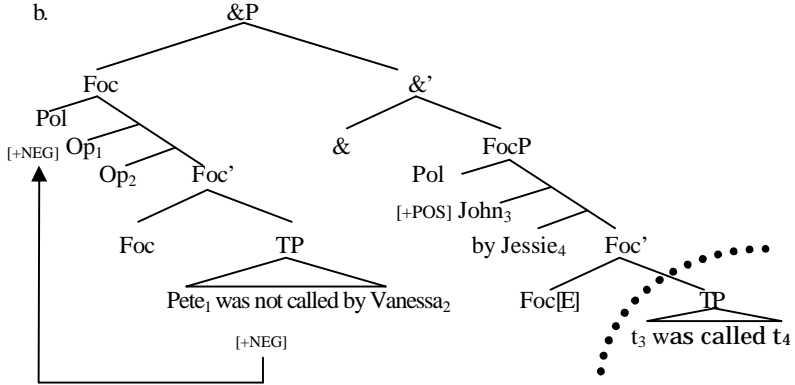 b. &P
Foc &’
Pol
[+NEG] Op₁ & FocP
Op₂ Foc’ Pol
[+POS] John₃
Foc TP by Jessie₄ Foc’
Pete₁ was not called by Vanessa₂ Foc[E] TP
t₃ was called t₄
[+NEG]